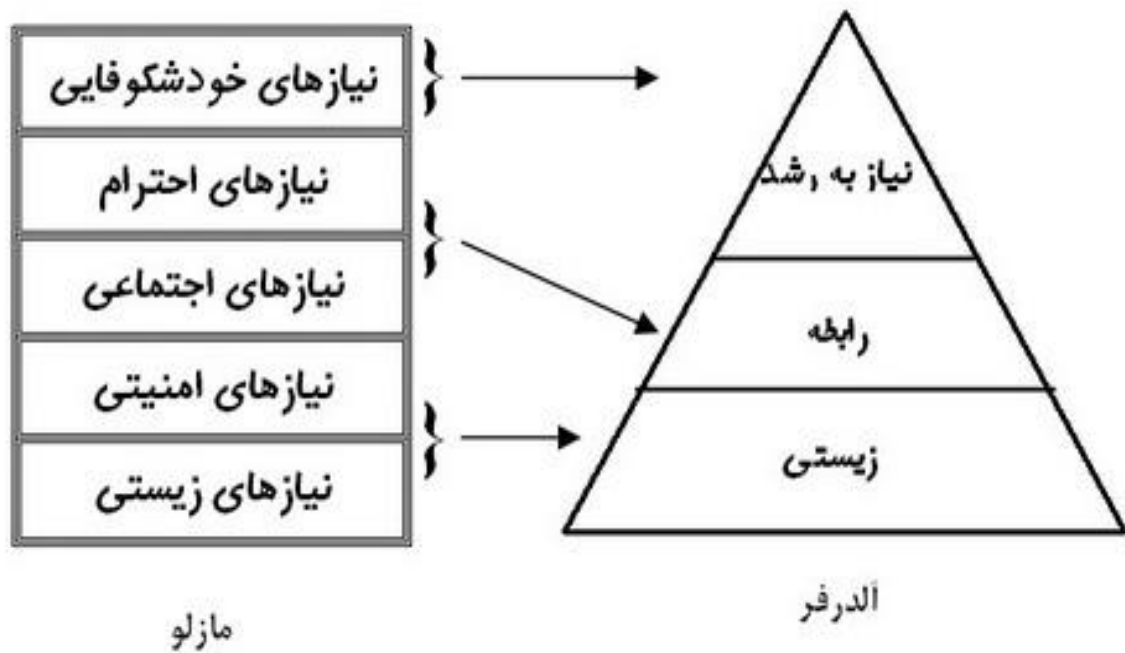 نیازهای خودشکوفایی
نیازهای احترام
نیازهای اجتماعی
نیازهای امنیتی
نیازهای زیستی
مازلو
نیاز به رشد
رابطه
زیستی
آلدرفر